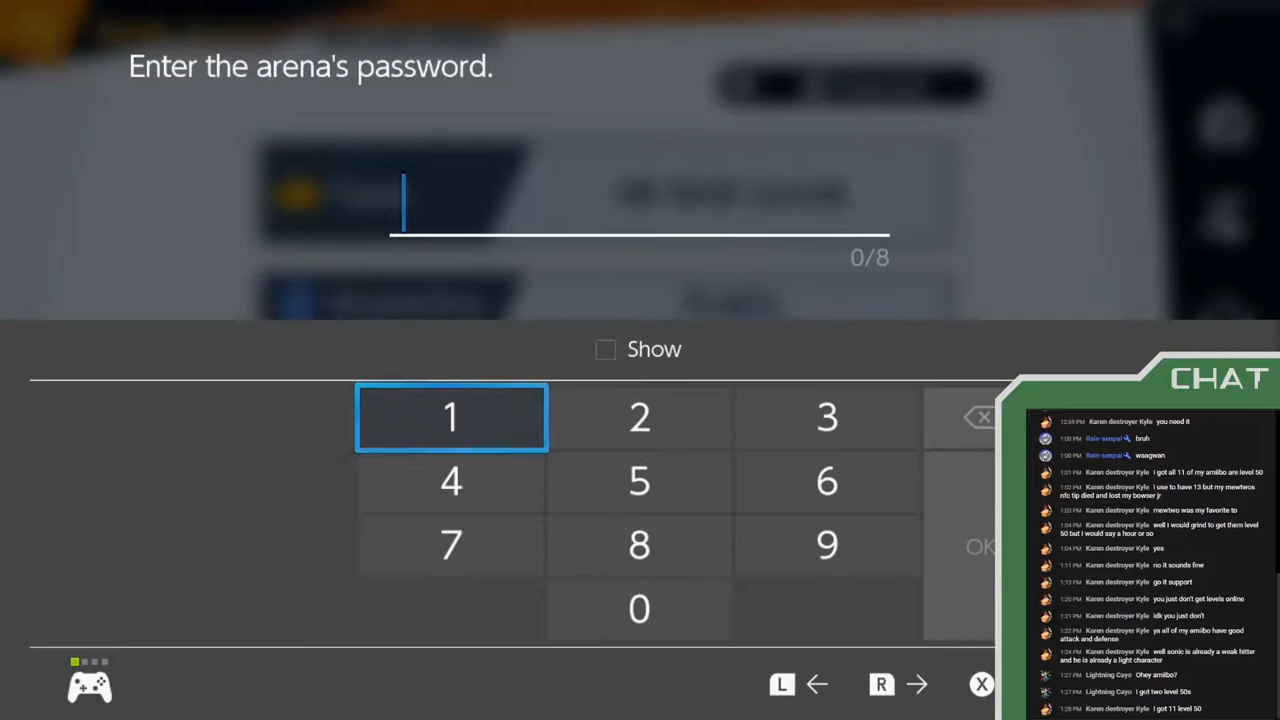 Enter the arena's password.
0/8
Show
1 2 3
4 5 6
7 8 9
OK
0
L R X
CHAT
12:59 PM Karen destroyer Kyle you need it
1:00 PM Rain-senpai bruh
1:00 PM Rain-senpai waagwan
1:01 PM Karen destroyer Kyle I got all 11 of my amiibo are level 50
1:02 PM Karen destroyer Kyle I use to have 13 but my mewtwos
nfc tip died and lost my bowser jr
1:03 PM Karen destroyer Kyle mewtwo was my favorite to
1:04 PM Karen destroyer Kyle well I would grind to get them level
50 but I would say a hour or so
1:04 PM Karen destroyer Kyle yes
1:11 PM Karen destroyer Kyle no it sounds fine
1:13 PM Karen destroyer Kyle go it support
1:20 PM Karen destroyer Kyle you just don't get levels online
1:21 PM Karen destroyer Kyle idk you just don't
1:22 PM Karen destroyer Kyle ya all of my amiibo have good
attack and defense
1:24 PM Karen destroyer Kyle well sonic is already a weak hitter
and he is already a light character
1:27 PM Lightning Cayo Ohey amiibo?
1:27 PM Lightning Cayo I got two level 50s
1:28 PM Karen destroyer Kyle I got 11 level 50